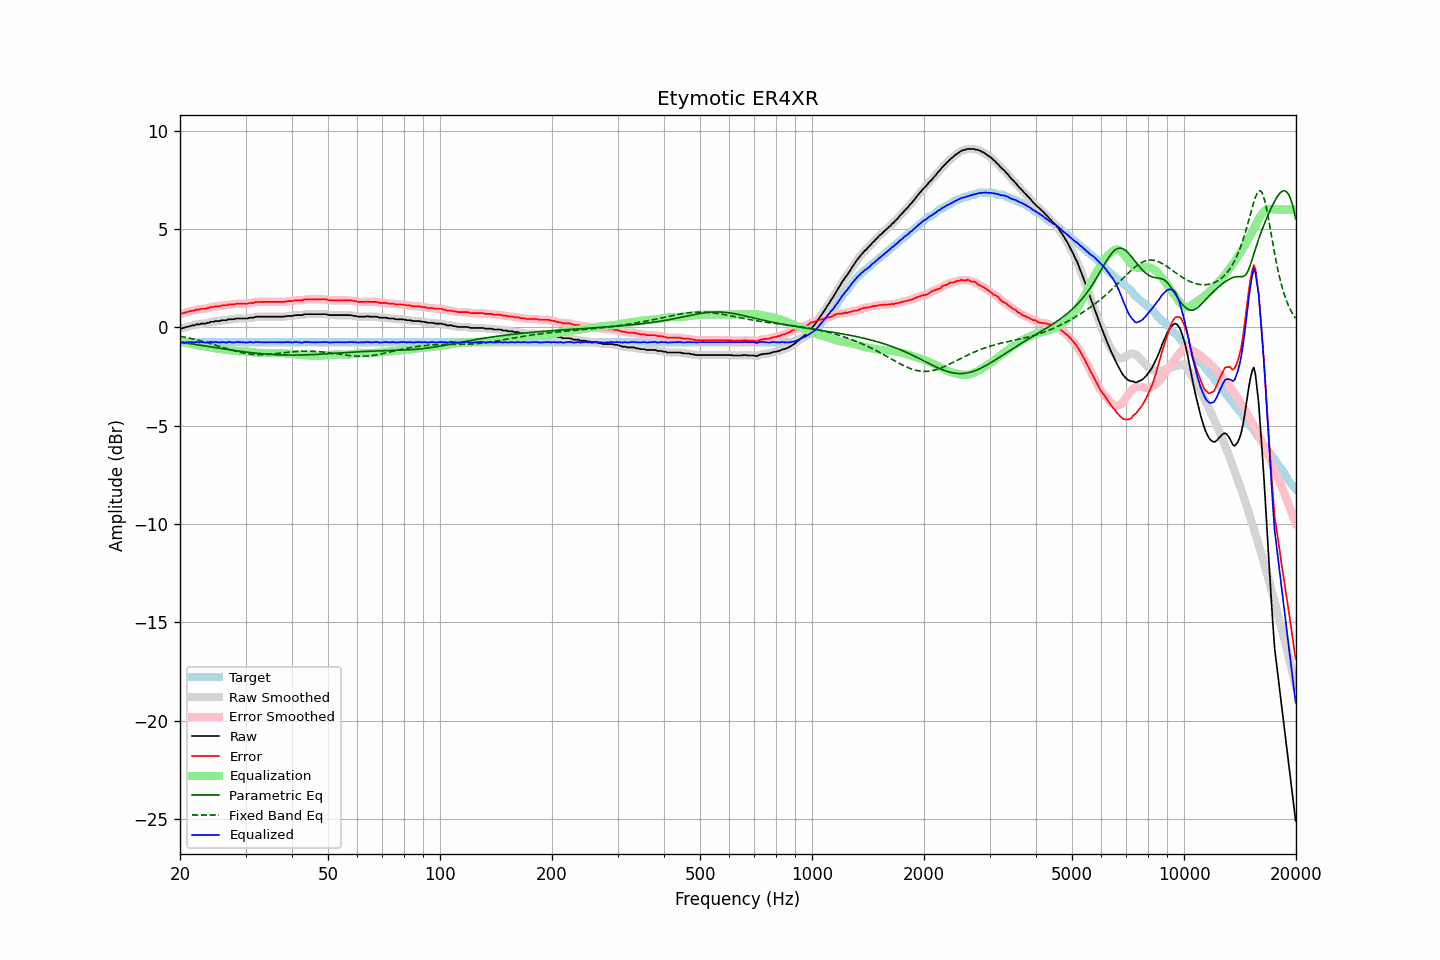 Etymotic ER4XR
Amplitude (dBr)
10
5
0
−5
−10
−15
−20
−25
Target
Raw Smoothed
Error Smoothed
Raw
Error
Equalization
Parametric Eq
Fixed Band Eq
Equalized
20 50 100 200 500 1000 2000 5000 10000 20000
Frequency (Hz)